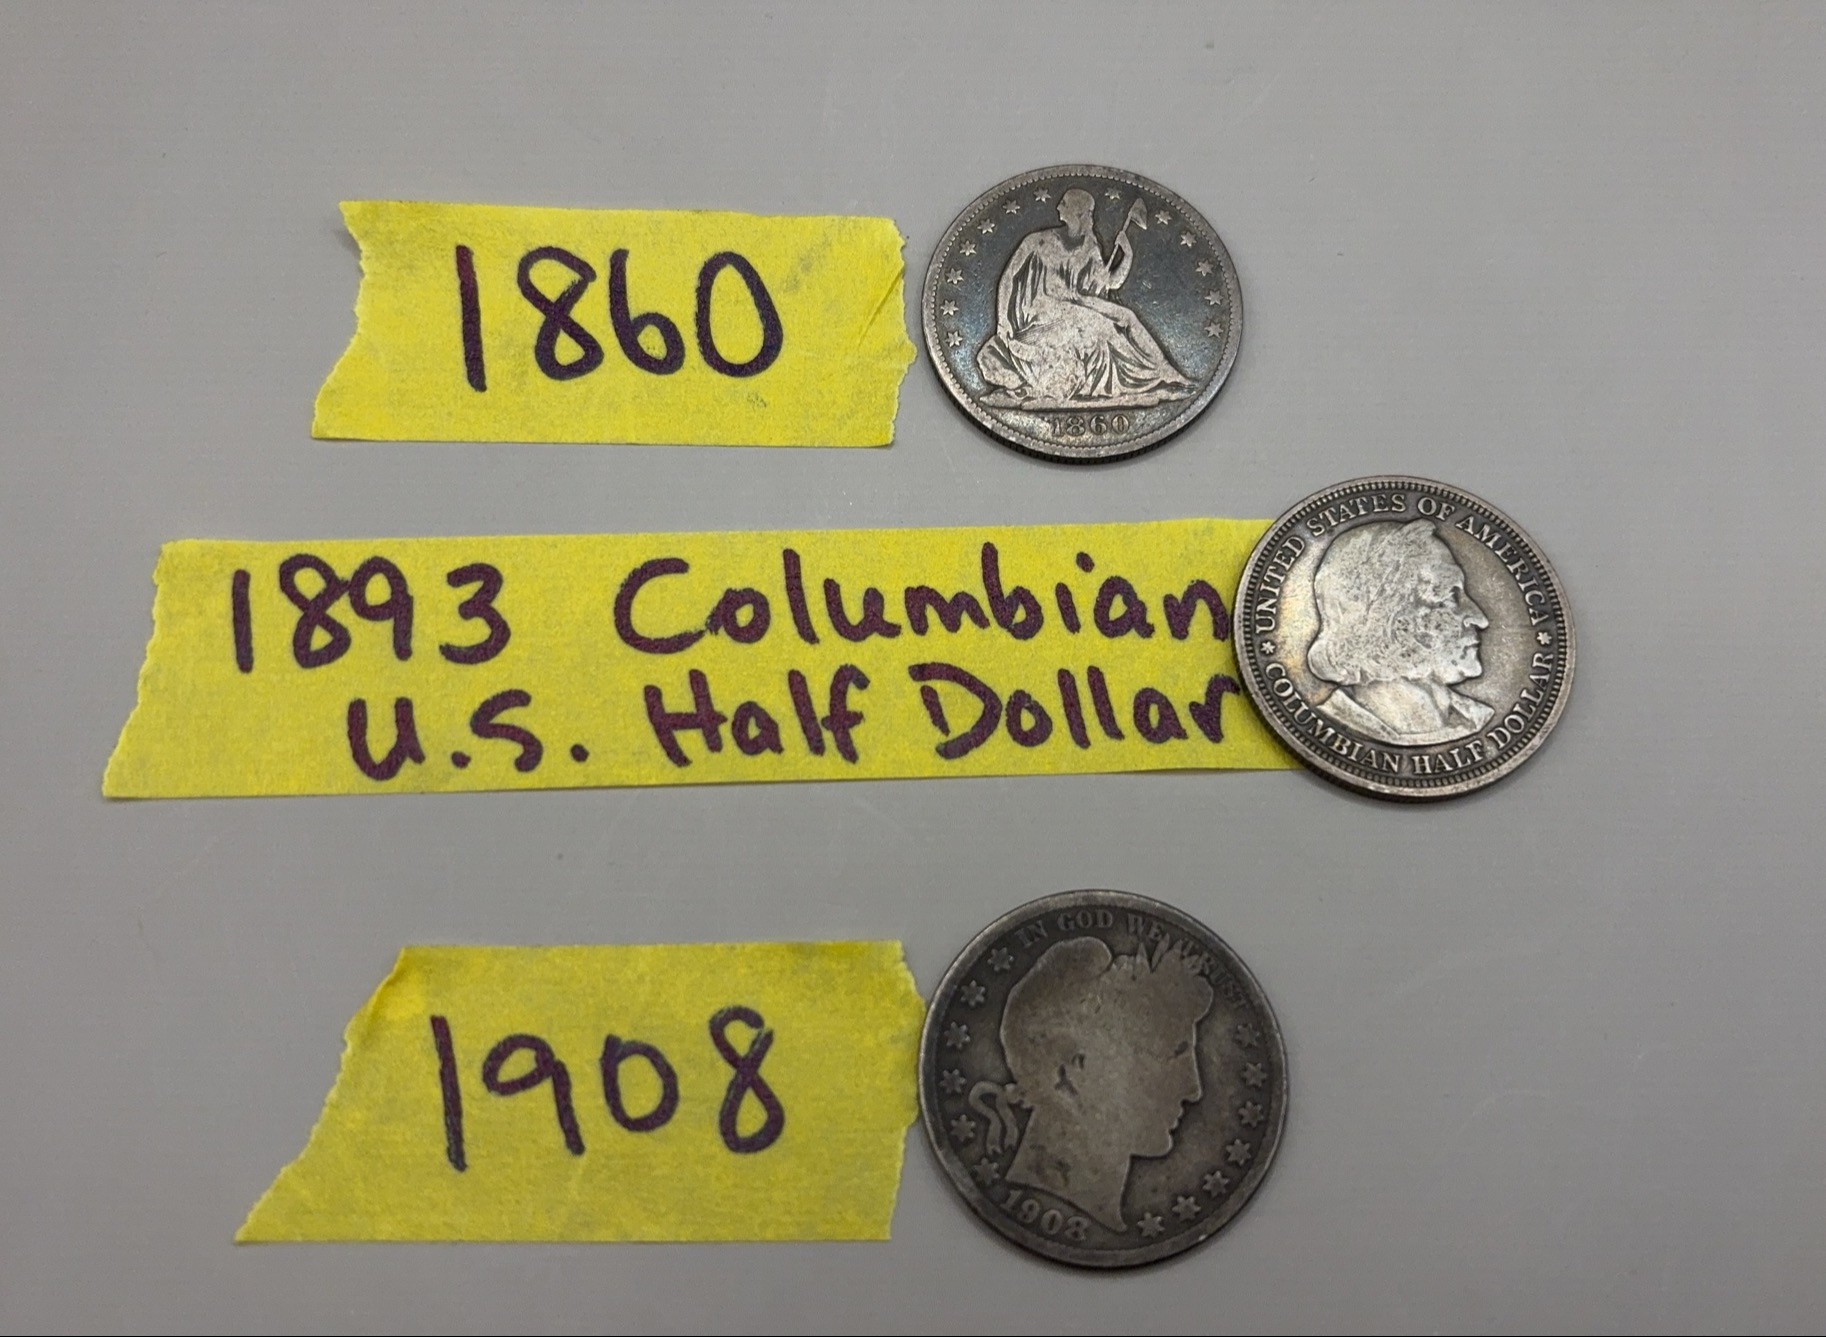 1860
1860
1893 Columbian
U.S. Half Dollar
UNITED STATES OF AMERICA
COLUMBIAN HALF DOLLAR
1908
IN GOD WE TRUST
1908